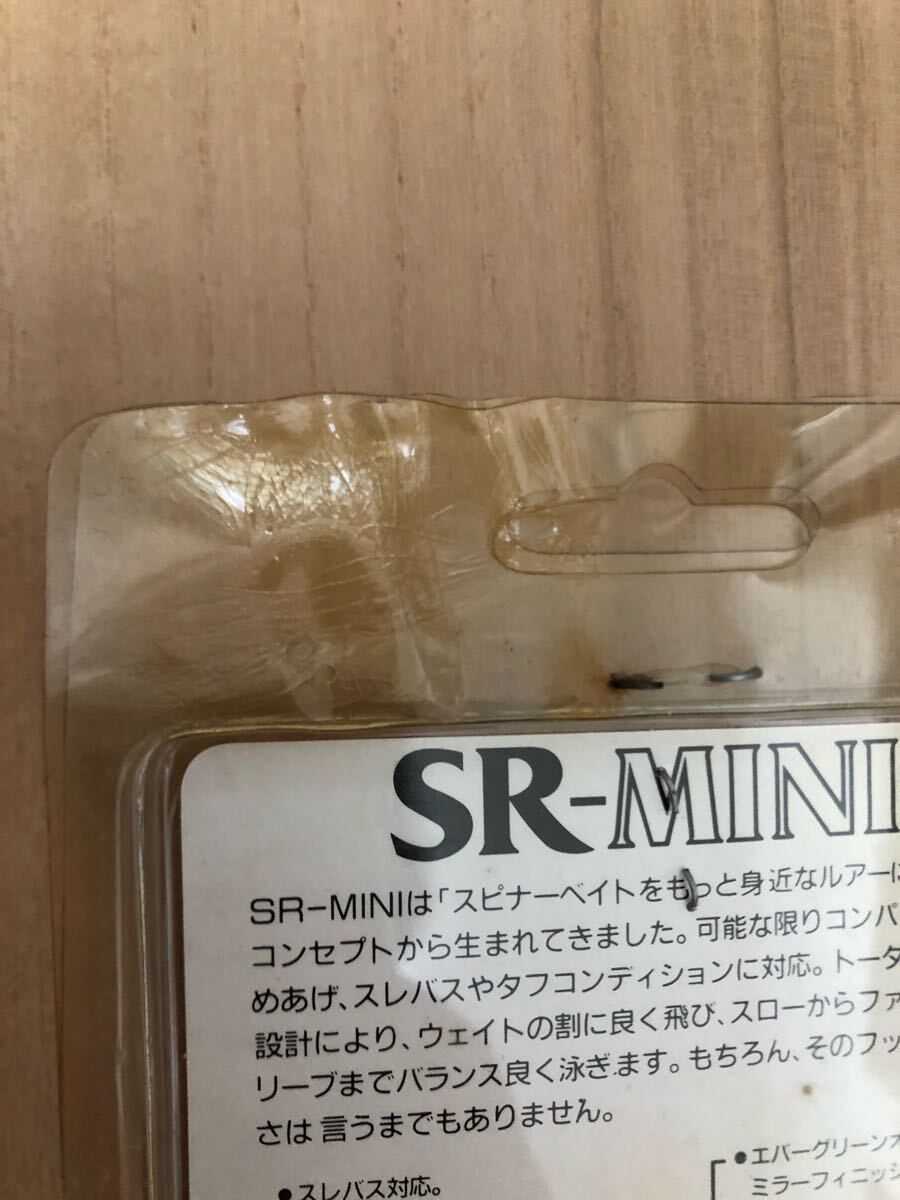 SR-MINI
SR-MINIは「スピナーベイトをもっと身近なルアーに
コンセプトから生まれてきました。可能な限りコンパ
めあげ、スレバスやタフコンディションに対応。トータ
設計により、ウェイトの割に良く飛び、スローからファ
リーブまでバランス良く泳ぎます。もちろん、そのフッ
さは言うまでもありません。
●スレバス対応。
●エバーグリーンオ
ミラーフィニッシ